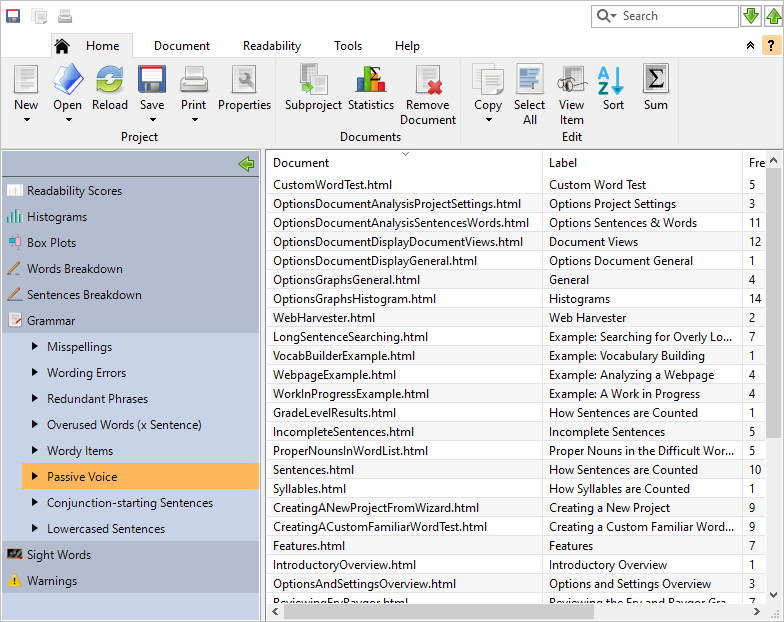 Search
Home Document Readability Tools Help
?
New Open Reload Save Print Properties Subproject Statistics Remove Document Copy Select All View Item Sort Sum
Project Documents Edit
Readability Scores
Histograms
Box Plots
Words Breakdown
Sentences Breakdown
Grammar
Misspellings
Wording Errors
Redundant Phrases
Overused Words (x Sentence)
Wordy Items
Passive Voice
Conjunction-starting Sentences
Lowercased Sentences
Sight Words
Warnings
Document Label Fre
CustomWordTest.html Custom Word Test 5
OptionsDocumentAnalysisProjectSettings.html Options Project Settings 3
OptionsDocumentAnalysisSentencesWords.html Options Sentences & Words 11
OptionsDocumentDisplayDocumentViews.html Document Views 12
OptionsDocumentDisplayGeneral.html Options Document General 1
OptionsGraphsGeneral.html General 4
OptionsGraphsHistogram.html Histograms 14
WebHarvester.html Web Harvester 2
LongSentenceSearching.html Example: Searching for Overly Lo... 7
VocabBuilderExample.html Example: Vocabulary Building 1
WebpageExample.html Example: Analyzing a Webpage 4
WorkInProgressExample.html Example: A Work in Progress 4
GradeLevelResults.html How Sentences are Counted 1
IncompleteSentences.html Incomplete Sentences 5
ProperNounsInWordList.html Proper Nouns in the Difficult Wor... 5
Sentences.html How Sentences are Counted 10
Syllables.html How Syllables are Counted 1
CreatingANewProjectFromWizard.html Creating a New Project 9
CreatingACustomFamiliarWordTest.html Creating a Custom Familiar Word... 9
Features.html Features 7
IntroductoryOverview.html Introductory Overview 1
OptionsAndSettingsOverview.html Options and Settings Overview 3
ReviewingFryRaygor.html Reviewing the Fry and Raygor Gra... 7